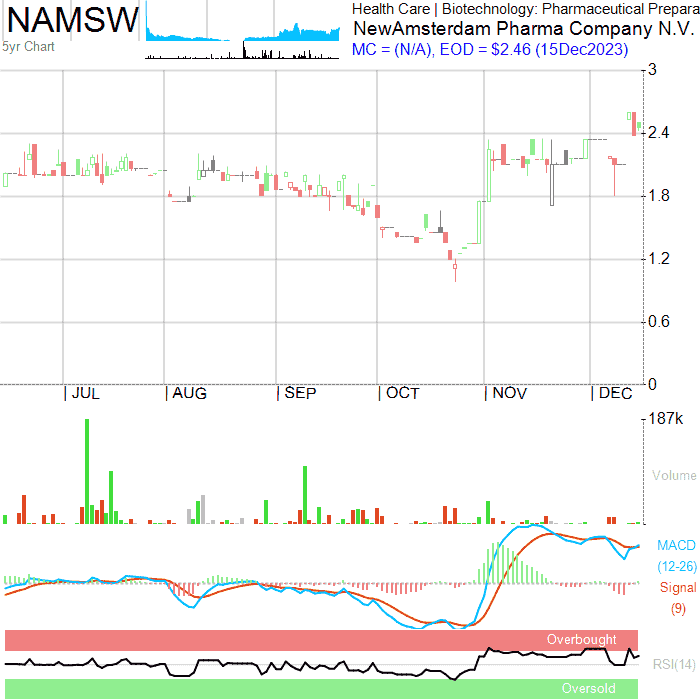 NAMSW
5yr Chart
Health Care | Biotechnology: Pharmaceutical Prepara
NewAmsterdam Pharma Company N.V.
MC = (N/A), EOD = $2.46 (15Dec2023)
3
2.4
1.8
1.2
0.6
0
| JUL | AUG | SEP | OCT | NOV | DEC
187k
Volume
MACD
(12-26)
Signal
(9)
Overbought
RSI(14)
Oversold